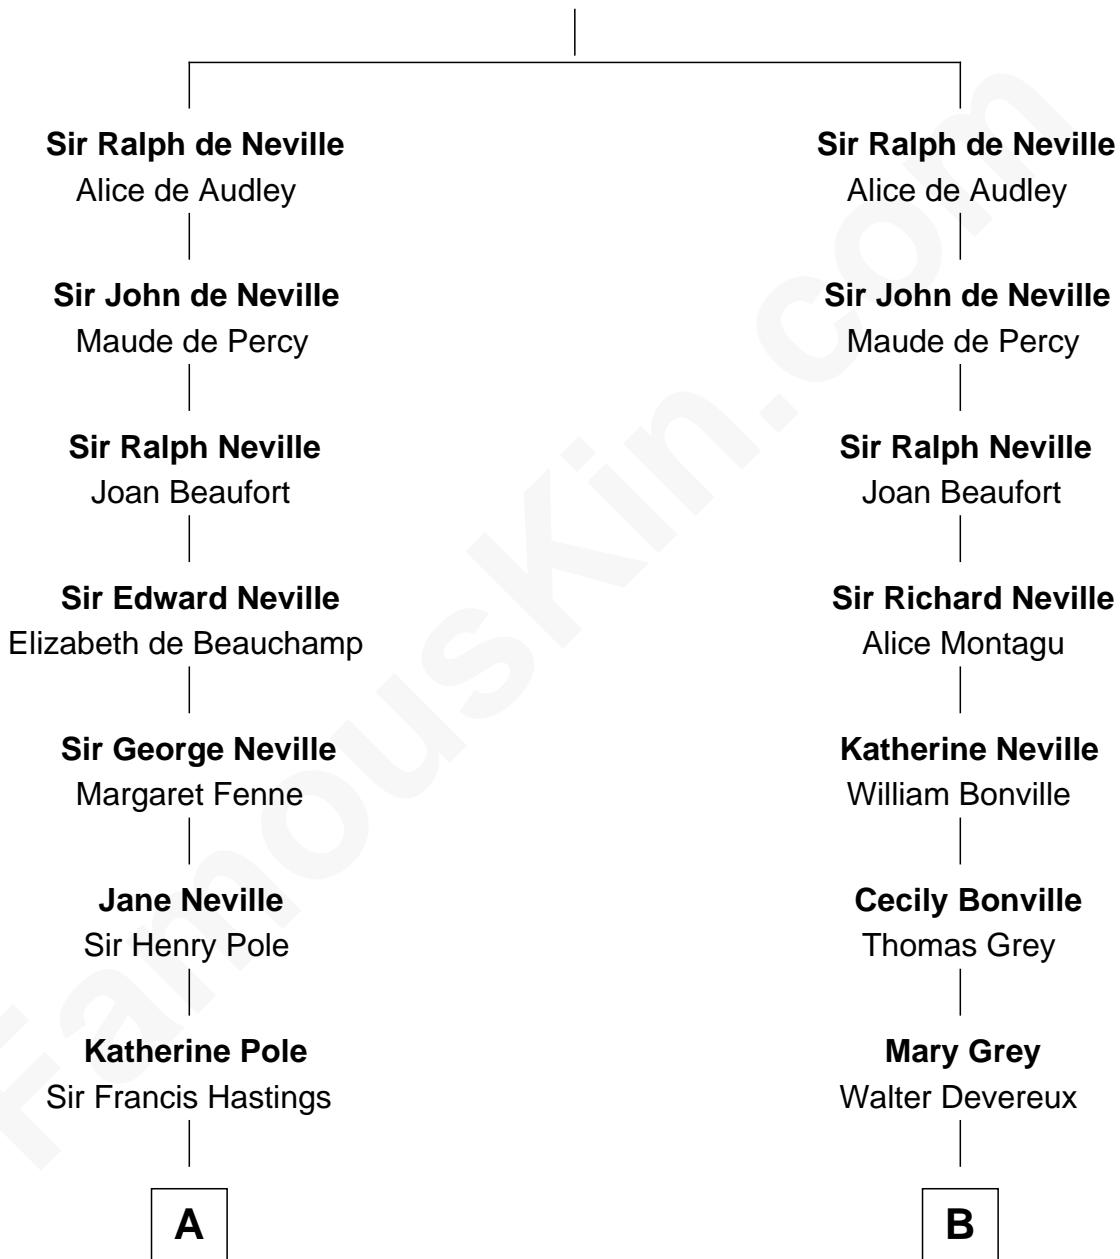 Sir Ralph de Neville
Alice de Audley
Sir John de Neville
Maude de Percy
Sir Ralph Neville
Joan Beaufort
Sir Edward Neville
Elizabeth de Beauchamp
Sir George Neville
Margaret Fenne
Jane Neville
Sir Henry Pole
Katherine Pole
Sir Francis Hastings
A
Sir Ralph de Neville
Alice de Audley
Sir John de Neville
Maude de Percy
Sir Ralph Neville
Joan Beaufort
Sir Richard Neville
Alice Montagu
Katherine Neville
William Bonville
Cecily Bonville
Thomas Grey
Mary Grey
Walter Devereux
B
FamousKin.com